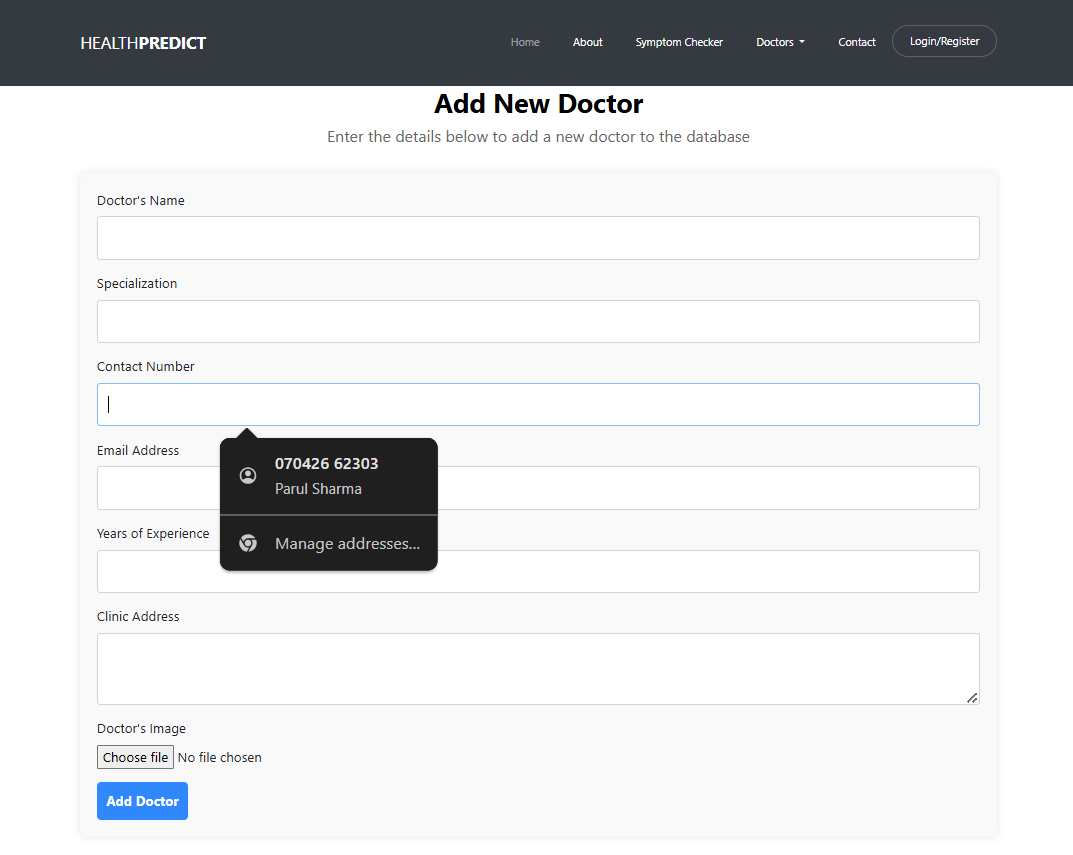 HEALTHPREDICT
Home About Symptom Checker Doctors Contact Login/Register
Add New Doctor
Enter the details below to add a new doctor to the database
Doctor's Name
Specialization
Contact Number
070426 62303
Parul Sharma
Manage addresses...
Email Address
Years of Experience
Clinic Address
Doctor's Image
Choose file No file chosen
Add Doctor